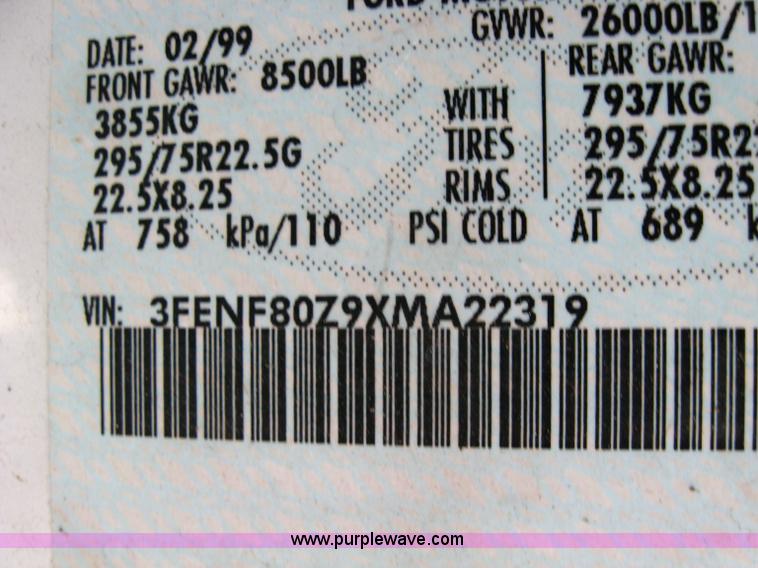 GVWR: 26000LB/1
DATE: 02/99
FRONT GAWR: 8500LB
REAR GAWR:
3855KG WITH 7937KG
295/75R22.5G TIRES 295/75R22
22.5X8.25 RIMS 22.5X8.25
AT 758 kPa/110 PSI COLD AT 689 k
VIN: 3FENF80Z9XMA22319
www.purplewave.com